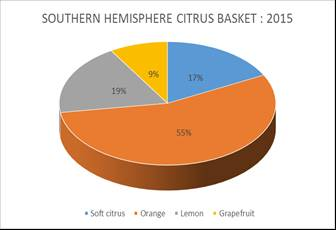 SOUTHERN HEMISPHERE CITRUS BASKET : 2015
9%
17%
19%
55%
Soft citrus Orange Lemon Grapefruit